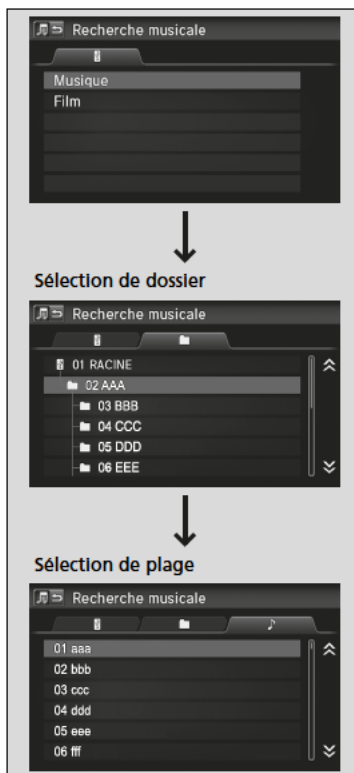 Recherche musicale
Musique
Film
Sélection de dossier
Recherche musicale
01 RACINE
02 AAA
03 BBB
04 CCC
05 DDD
06 EEE
Sélection de plage
Recherche musicale
01 aaa
02 bbb
03 ccc
04 ddd
05 eee
06 fff